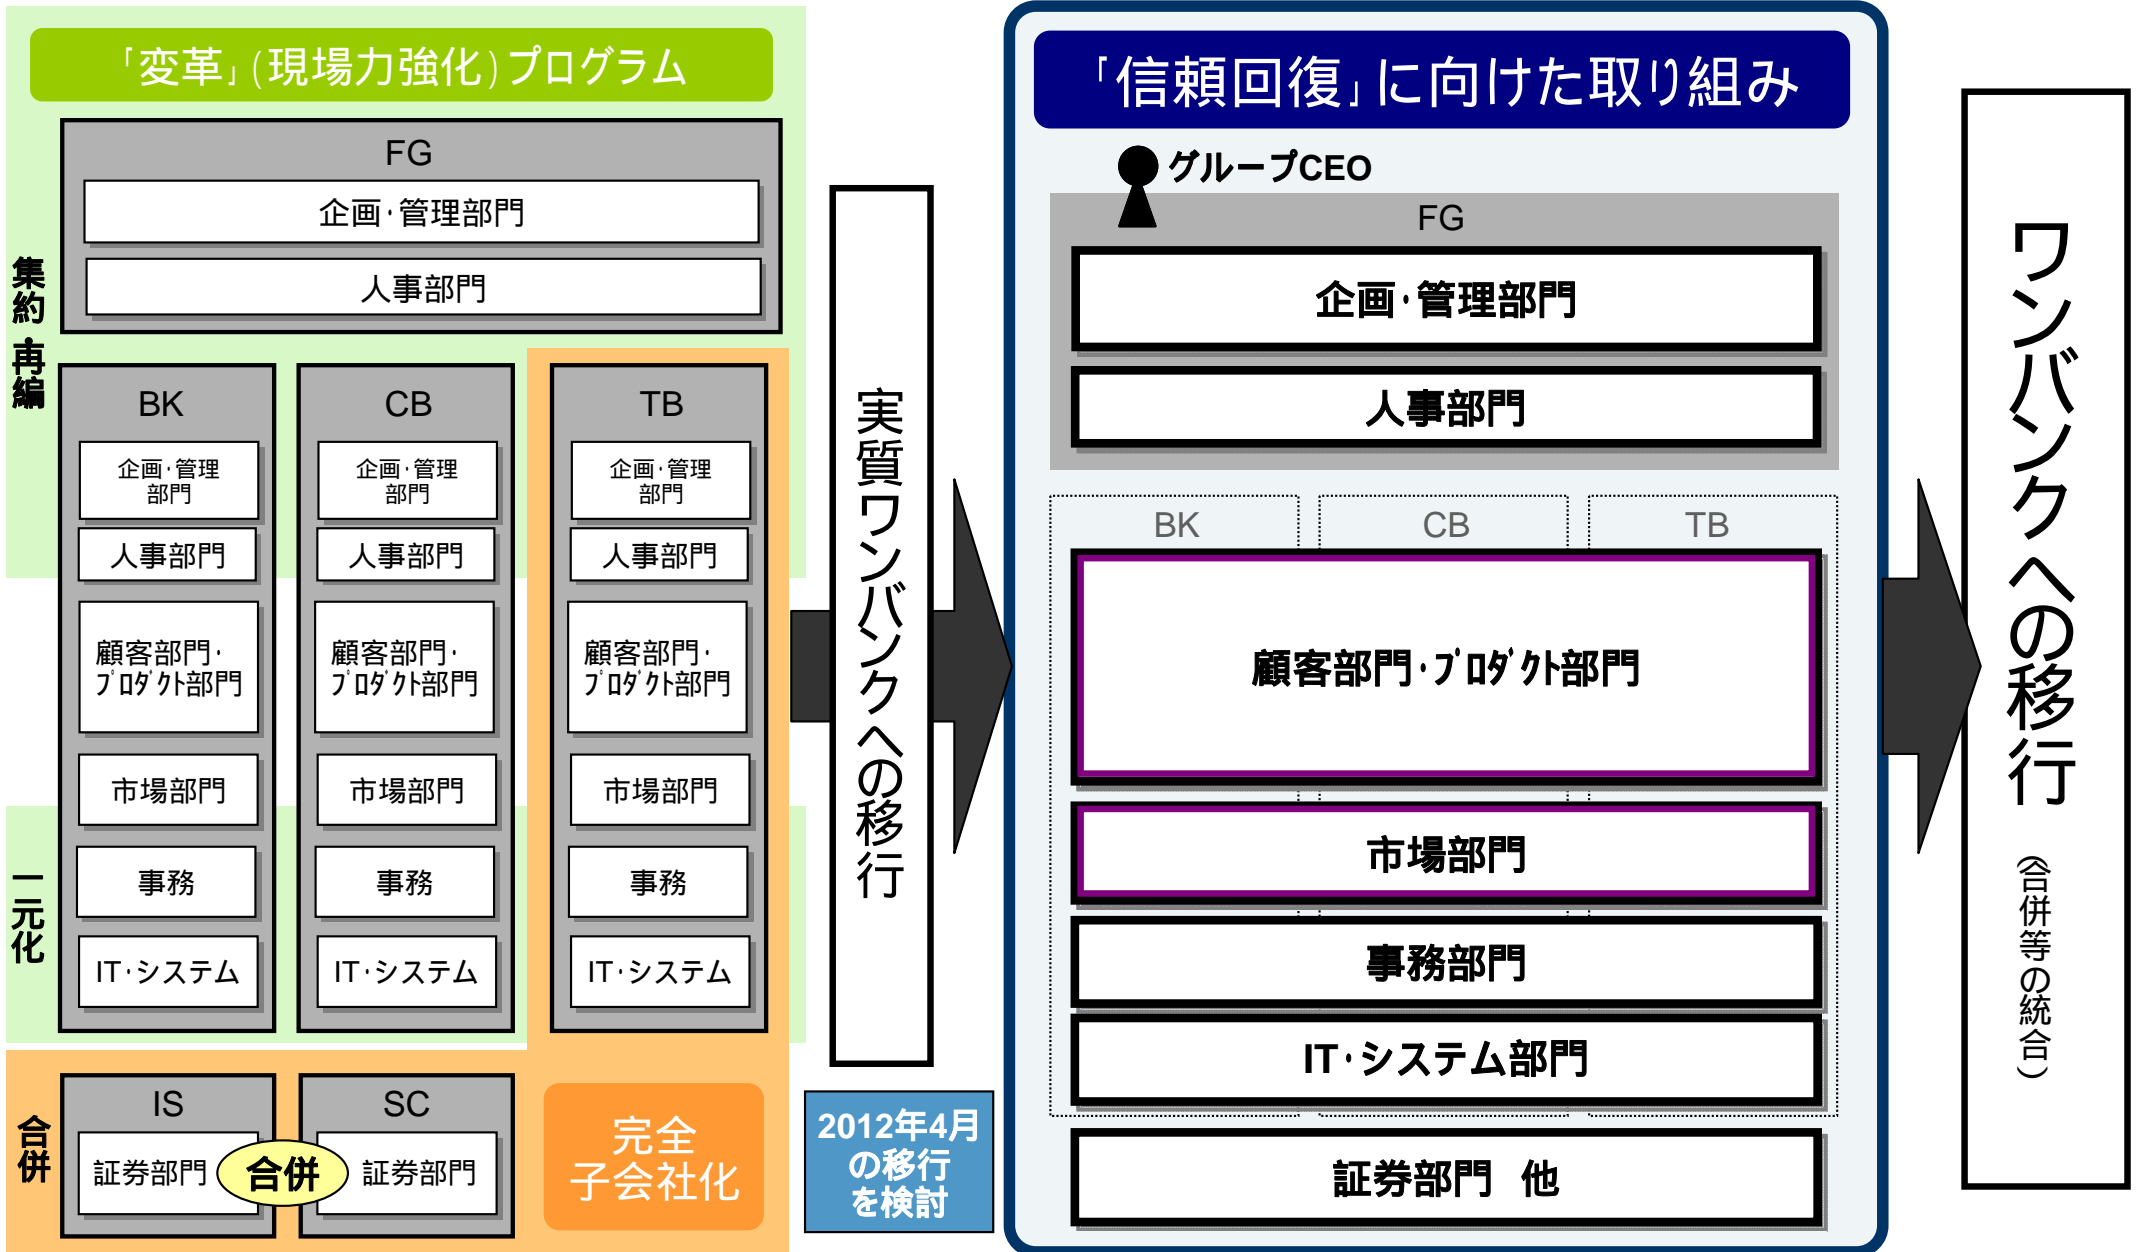 「変革」(現場力強化)プログラム
集約・再編
FG
企画・管理部門
人事部門
BK
企画・管理
部門
人事部門
顧客部門・
プロダクト部門
市場部門
事務
IT・システム
CB
企画・管理
部門
人事部門
顧客部門・
プロダクト部門
市場部門
事務
IT・システム
TB
企画・管理
部門
人事部門
顧客部門・
プロダクト部門
市場部門
事務
IT・システム
一元化
合併
IS
証券部門
合併
SC
証券部門
完全
子会社化
実質ワンバンクへの移行
2012年4月
の移行
を検討
「信頼回復」に向けた取り組み
グループCEO
FG
企画・管理部門
人事部門
BK
CB
TB
顧客部門・プロダクト部門
市場部門
事務部門
IT・システム部門
証券部門　他
ワンバンクへの移行
(合併等の統合)